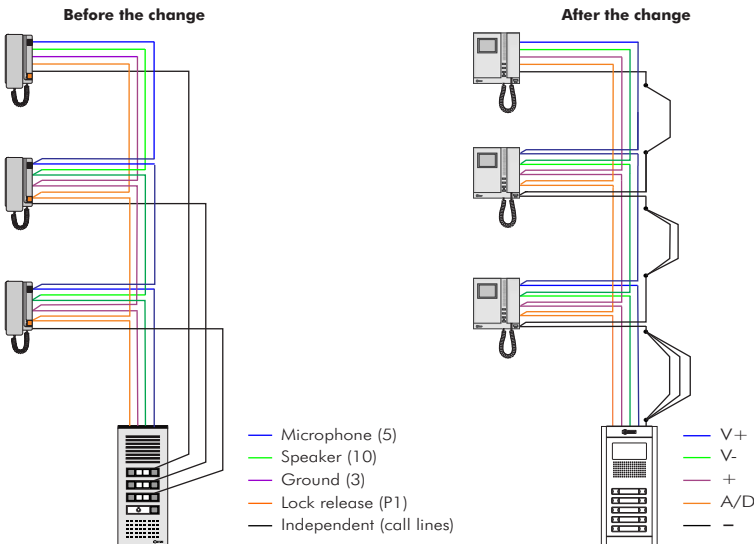 Before the change
After the change
Microphone (5)
Speaker (10)
Ground (3)
Lock release (P1)
Independent (call lines)
V+
V-
+
A/D
–